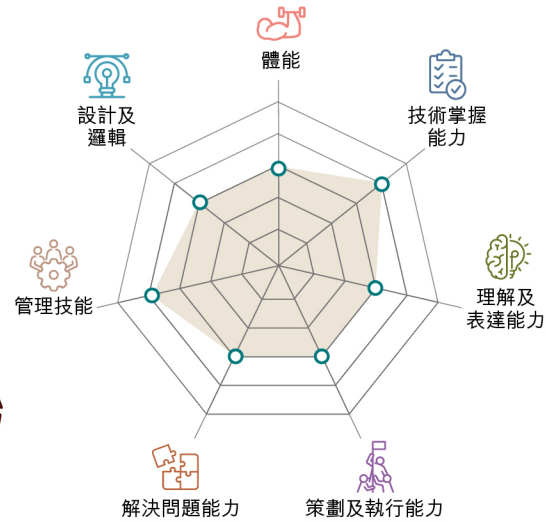 體能
設計及
邏輯
技術掌握
能力
管理技能
理解及
表達能力
解決問題能力
策劃及執行能力